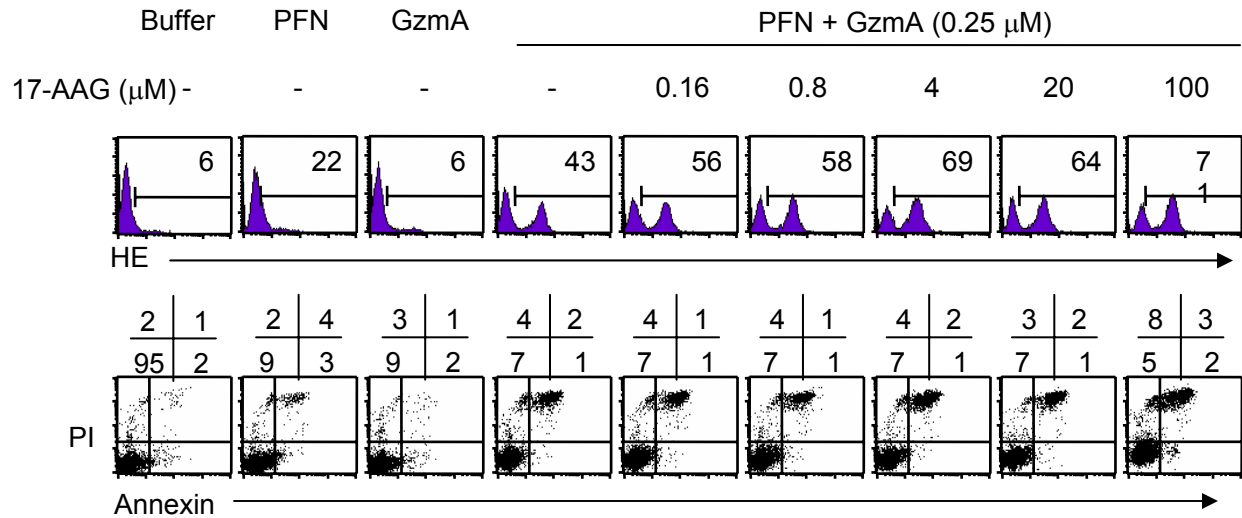 Buffer PFN GzmA PFN + GzmA (0.25 μM)
17-AAG (μM) - - - - 0.16 0.8 4 20 100
6 22 6 43 56 58 69 64 7
1
HE
2 1 2 4 3 1 4 2 4 1 4 1 4 2 3 2 8 3
95 2 9 3 9 2 7 1 7 1 7 1 7 1 7 1 5 2
PI
Annexin